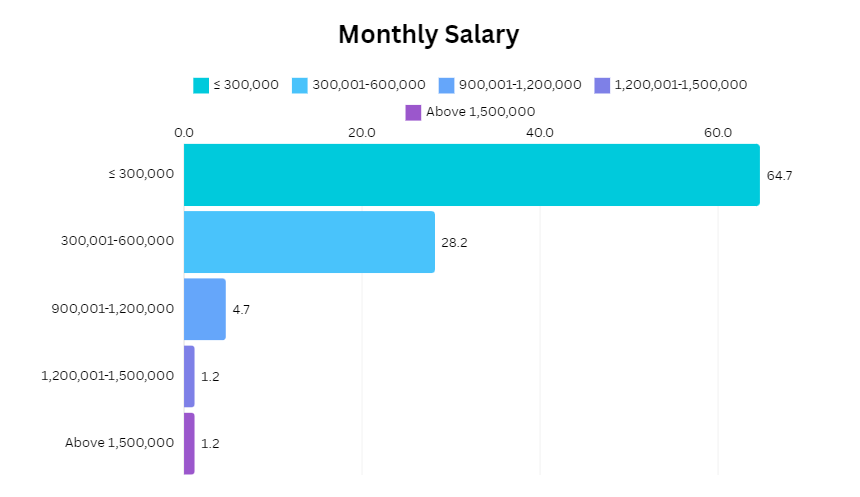 Monthly Salary
≤ 300,000 300,001-600,000 900,001-1,200,000 1,200,001-1,500,000
Above 1,500,000
0.0 20.0 40.0 60.0
≤ 300,000 64.7
300,001-600,000 28.2
900,001-1,200,000 4.7
1,200,001-1,500,000 1.2
Above 1,500,000 1.2